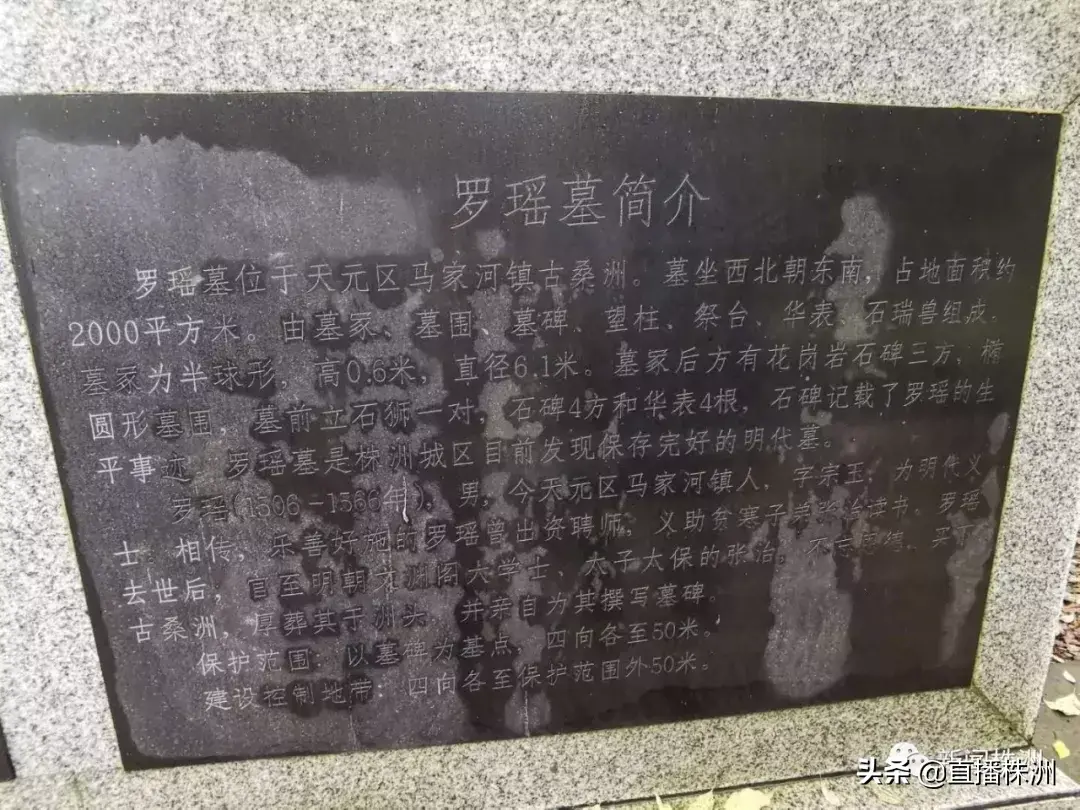 罗瑶墓简介
罗瑶墓位于天元区马家河镇古桑洲。墓坐西北朝东南，占地面积约
2000平方米。由墓冢、墓围、墓碑、望柱、祭台、华表、石瑞兽组成。
墓冢为半球形，高0.6米，直径6.1米。墓冢后方有花岗岩石碑三方，椭
圆形墓围，墓前立石狮一对，石碑4方和华表4根，石碑记载了罗瑶的生
平事迹。罗瑶墓是株洲城区目前发现保存完好的明代墓。
罗瑶(1506-1566年)，男，今天元区马家河镇人，字宗玉，为明代义
士。相传，乐善好施的罗瑶曾出资聘师，义助贫寒子弟张治读书。罗瑶
去世后，官至明朝 阁大学士、太子太保的张治。不忘恩德，买下
古桑洲，厚葬其于洲头，并亲自为其撰写墓碑。
保护范围：以墓碑为基点，四向各至50米。
建设控制地带：四向各至保护范围外50米。
新闻株洲
头条 @直播株洲